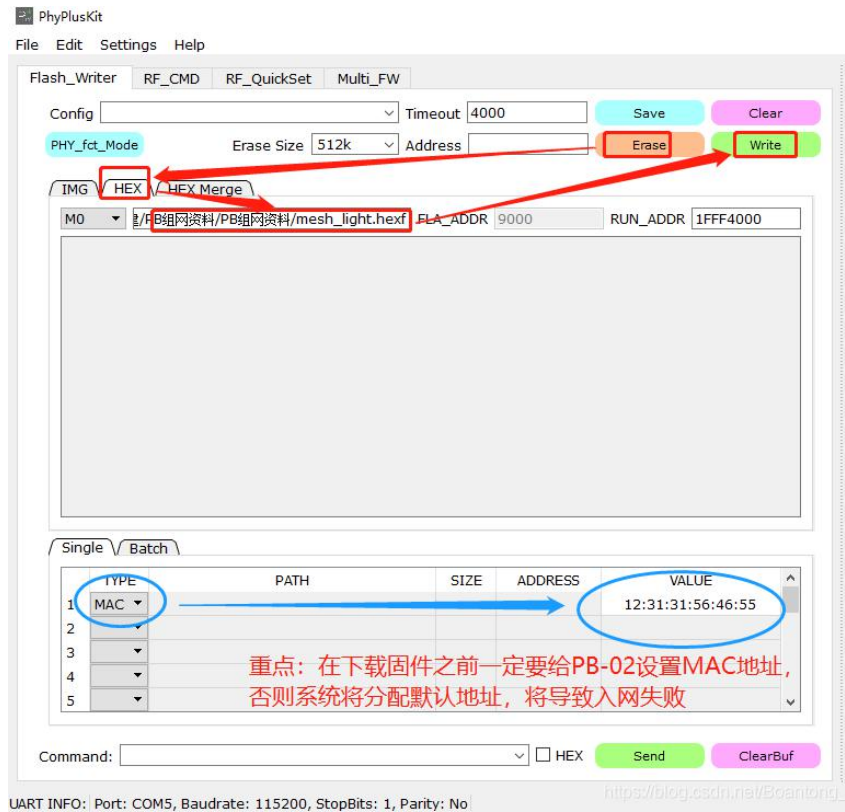 PhyPlusKit
File Edit Settings Help
Flash_Writer RF_CMD RF_QuickSet Multi_FW
Config Timeout 4000 Save Clear
PHY_fct_Mode Erase Size 512k Address Erase Write
IMG HEX HEX Merge
M0 PB组网资料/PB组网资料/mesh_light.hexf FLA_ADDR 9000 RUN_ADDR 1FFF4000
Single Batch
TYPE PATH SIZE ADDRESS VALUE
1 MAC 12:31:31:56:46:55
2
3
4
5
重点：在下载固件之前一定要给PB-02设置MAC地址，
否则系统将分配默认地址，将导致入网失败
Command: HEX Send ClearBuf
https://blog.csdn.net/Boantong_
UART INFO: Port: COM5, Baudrate: 115200, StopBits: 1, Parity: No